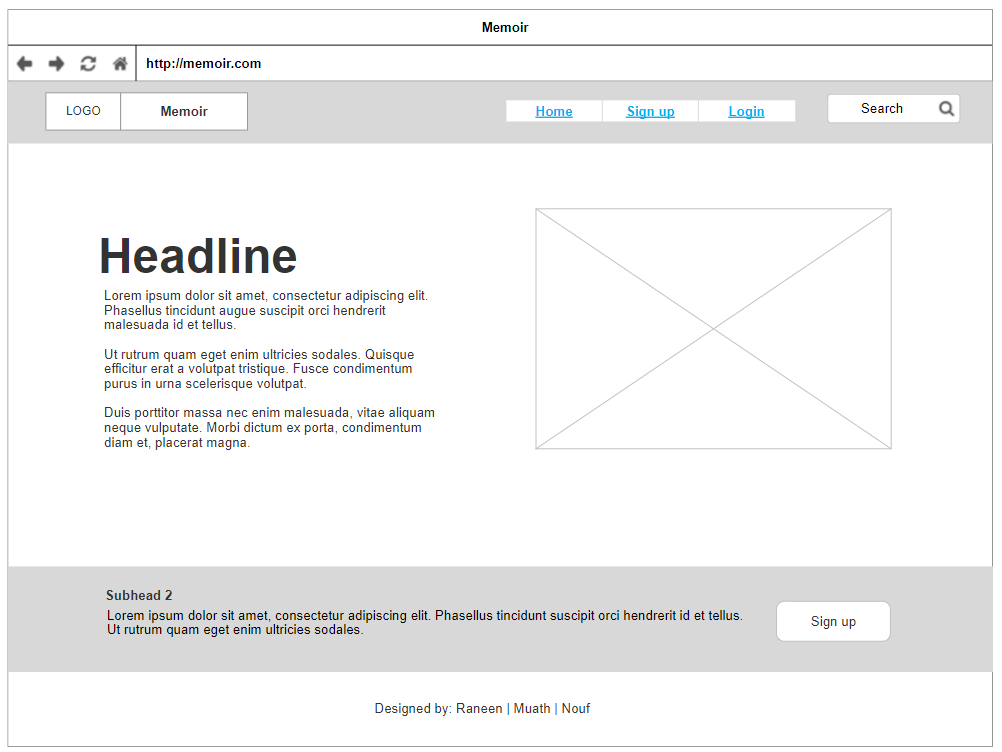 Memoir
http://memoir.com
LOGO Memoir Home Sign up Login Search
Headline
Lorem ipsum dolor sit amet, consectetur adipiscing elit.
Phasellus tincidunt augue suscipit orci hendrerit
malesuada id et tellus.
Ut rutrum quam eget enim ultricies sodales. Quisque
efficitur erat a volutpat tristique. Fusce condimentum
purus in urna scelerisque volutpat.
Duis porttitor massa nec enim malesuada, vitae aliquam
neque vulputate. Morbi dictum ex porta, condimentum
diam et, placerat magna.
Subhead 2
Lorem ipsum dolor sit amet, consectetur adipiscing elit. Phasellus tincidunt suscipit orci hendrerit id et tellus.
Ut rutrum quam eget enim ultricies sodales.
Sign up
Designed by: Raneen | Muath | Nouf